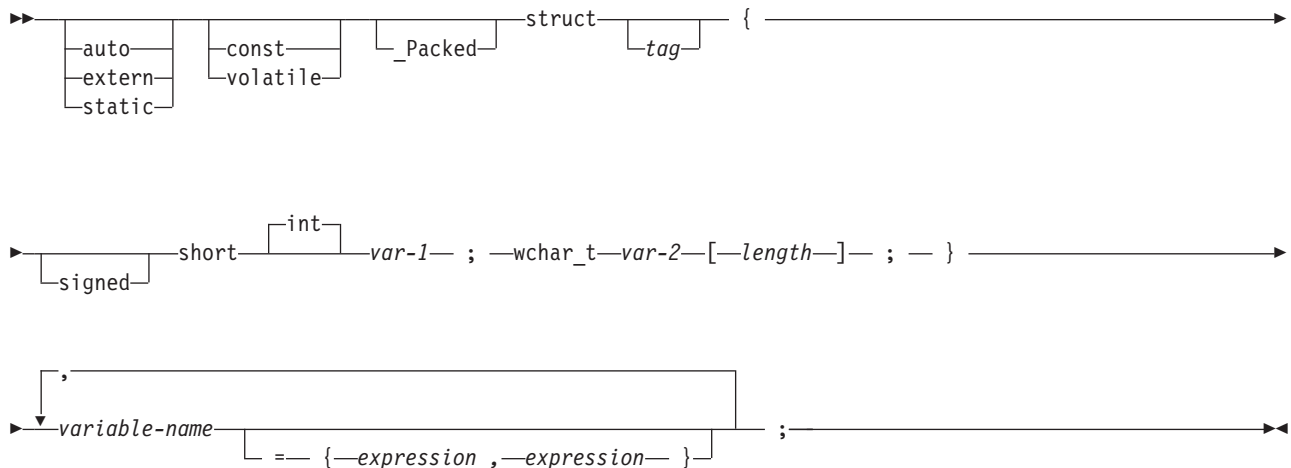 struct {
auto const _Packed tag
extern volatile
static
int
short var-1 ; wchar_t var-2 [ length ] ; }
signed
,
variable-name ;
= { expression , expression }